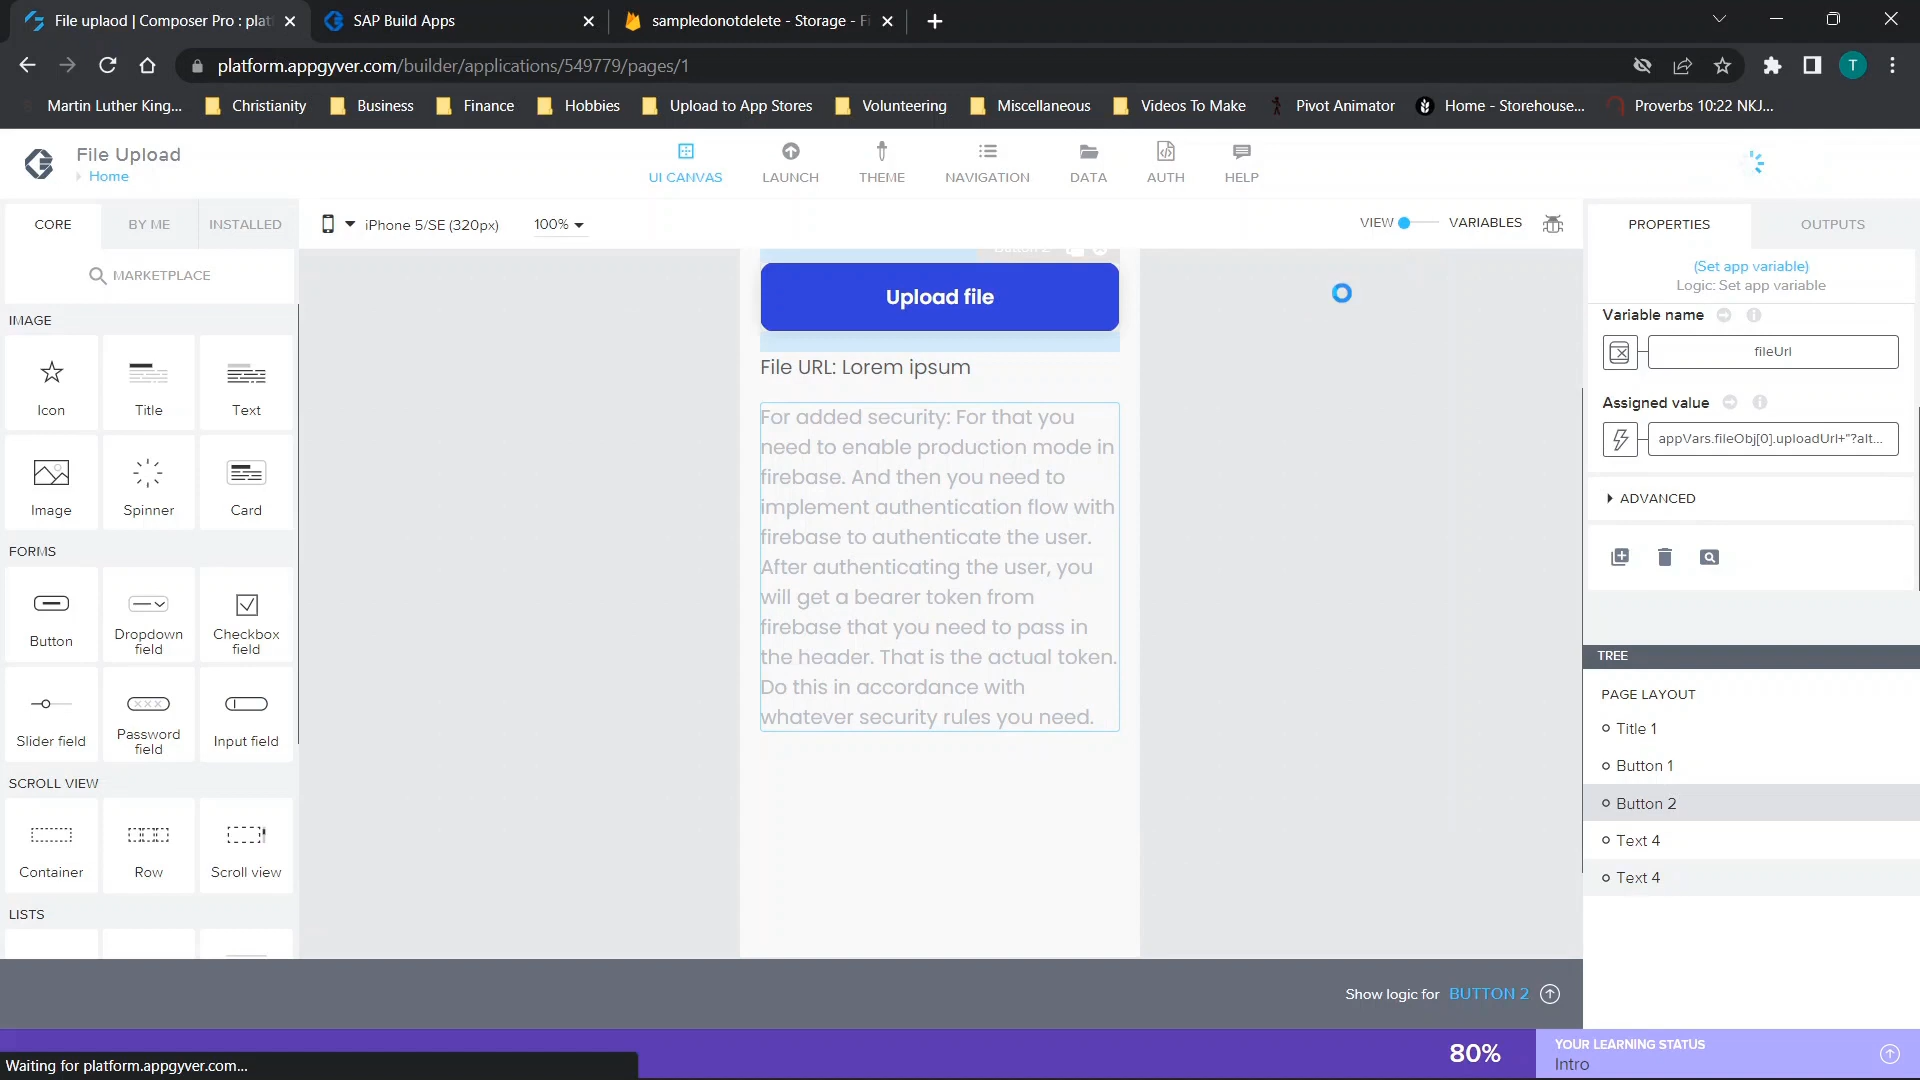 File uplaod | Composer Pro : plat
SAP Build Apps
sampledonotdelete - Storage - Fi
platform.appgyver.com/builder/applications/549779/pages/1
T
Martin Luther King...
Christianity
Business
Finance
Hobbies
Upload to App Stores
Volunteering
Miscellaneous
Videos To Make
Pivot Animator
Home - Storehouse...
Proverbs 10:22 NKJ...
File Upload
Home
UI CANVAS
LAUNCH
THEME
NAVIGATION
DATA
AUTH
HELP
CORE
BY ME
INSTALLED
iPhone 5/SE (320px)
100%
VIEW
VARIABLES
PROPERTIES
OUTPUTS
MARKETPLACE
IMAGE
Icon
Title
Text
Image
Spinner
Card
FORMS
Button
Dropdown
field
Checkbox
field
Slider field
Password
field
Input field
SCROLL VIEW
Container
Row
Scroll view
LISTS
Button 2
Upload file
File URL: Lorem ipsum
For added security: For that you
need to enable production mode in
firebase. And then you need to
implement authentication flow with
firebase to authenticate the user.
After authenticating the user, you
will get a bearer token from
firebase that you need to pass in
the header. That is the actual token.
Do this in accordance with
whatever security rules you need.
(Set app variable)
Logic: Set app variable
Variable name
fileUrl
Assigned value
appVars.fileObj[0].uploadUrl+"?alt...
ADVANCED
TREE
PAGE LAYOUT
Title 1
Button 1
Button 2
Text 4
Text 4
Show logic for BUTTON 2
80%
YOUR LEARNING STATUS
Intro
Waiting for platform.appgyver.com...